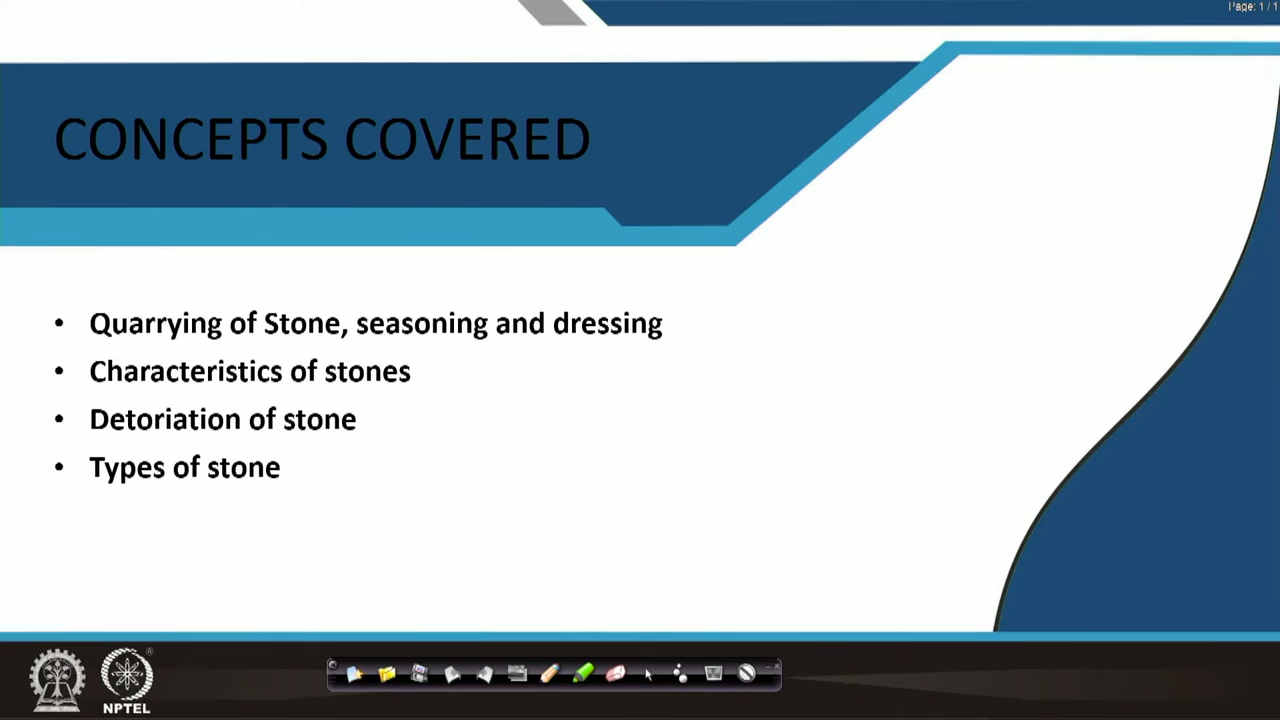 Page: 1 / 1
CONCEPTS COVERED
• Quarrying of Stone, seasoning and dressing
• Characteristics of stones
• Detoriation of stone
• Types of stone
NPTEL